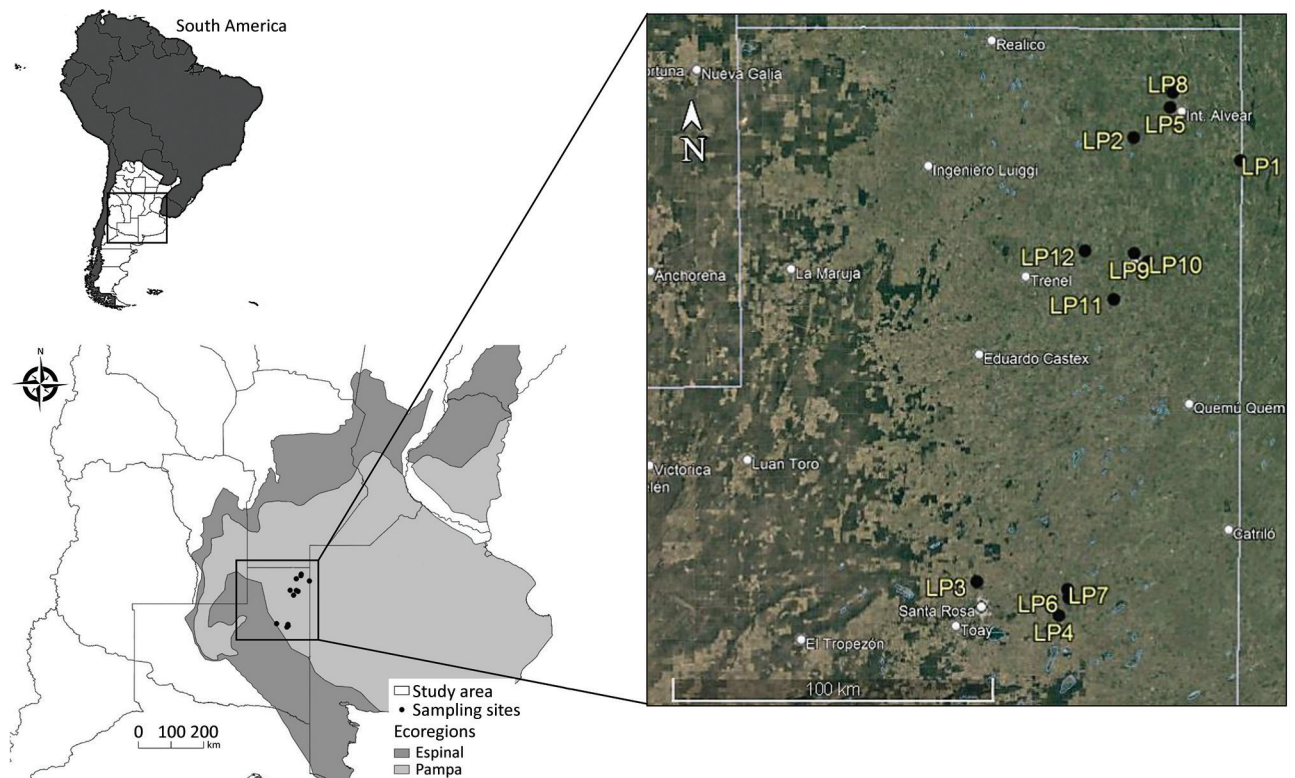 South America
N
0 100 200
km
Study area
Sampling sites
Ecoregions
Espinal
Pampa
Realico
ortuna
Nueva Galia
N
LP8
Int. Alvear
LP5
LP2
LP1
Ingeniero Luiggi
LP12
LP9
LP10
Anchorena
La Maruja
Trenel
LP11
Eduardo Castex
Quemú Quem
Victorica
elén
Luan Toro
Catriló
LP3
Santa Rosa
LP6
LP7
Toay
LP4
El Tropezón
100 km